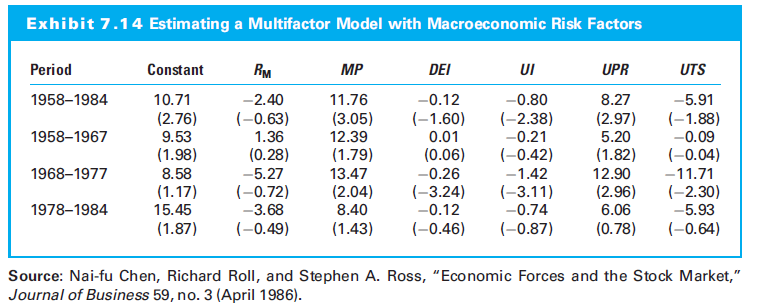 Exhibit 7.14 Estimating a Multifactor Model with Macroeconomic Risk Factors
Period Constant RM MP DEI UI UPR UTS
1958–1984 10.71 −2.40 11.76 −0.12 −0.80 8.27 −5.91
(2.76) (−0.63) (3.05) (−1.60) (−2.38) (2.97) (−1.88)
1958–1967 9.53 1.36 12.39 0.01 −0.21 5.20 −0.09
(1.98) (0.28) (1.79) (0.06) (−0.42) (1.82) (−0.04)
1968–1977 8.58 −5.27 13.47 −0.26 −1.42 12.90 −11.71
(1.17) (−0.72) (2.04) (−3.24) (−3.11) (2.96) (−2.30)
1978–1984 15.45 −3.68 8.40 −0.12 −0.74 6.06 −5.93
(1.87) (−0.49) (1.43) (−0.46) (−0.87) (0.78) (−0.64)
Source: Nai-fu Chen, Richard Roll, and Stephen A. Ross, “Economic Forces and the Stock Market,”
Journal of Business 59, no. 3 (April 1986).